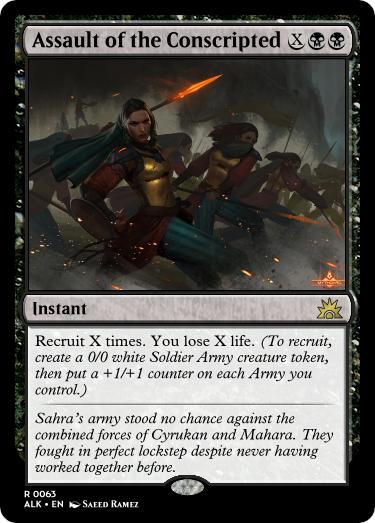 Assault of the Conscripted X
Instant
Recruit X times. You lose X life. (To recruit,
create a 0/0 white Soldier Army creature token,
then put a +1/+1 counter on each Army you
control.)
Sahra's army stood no chance against the
combined forces of Cyrukan and Mahara. They
fought in perfect lockstep despite never having
worked together before.
R 0063
ALK • EN Saeed Ramez